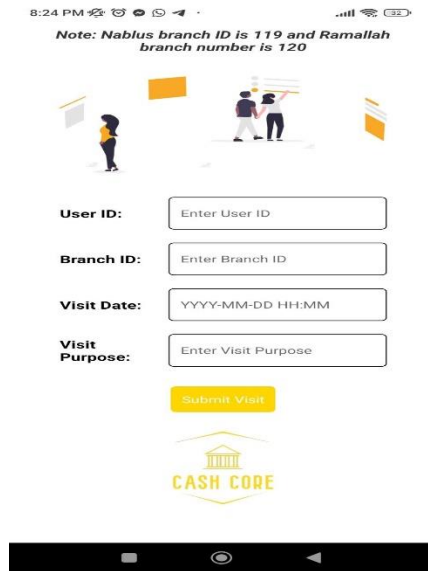 8:24 PM
32
Note: Nablus branch ID is 119 and Ramallah
branch number is 120
User ID:
Enter User ID
Branch ID:
Enter Branch ID
Visit Date:
YYYY-MM-DD HH:MM
Visit
Purpose:
Enter Visit Purpose
Submit Visit
CASH CORE